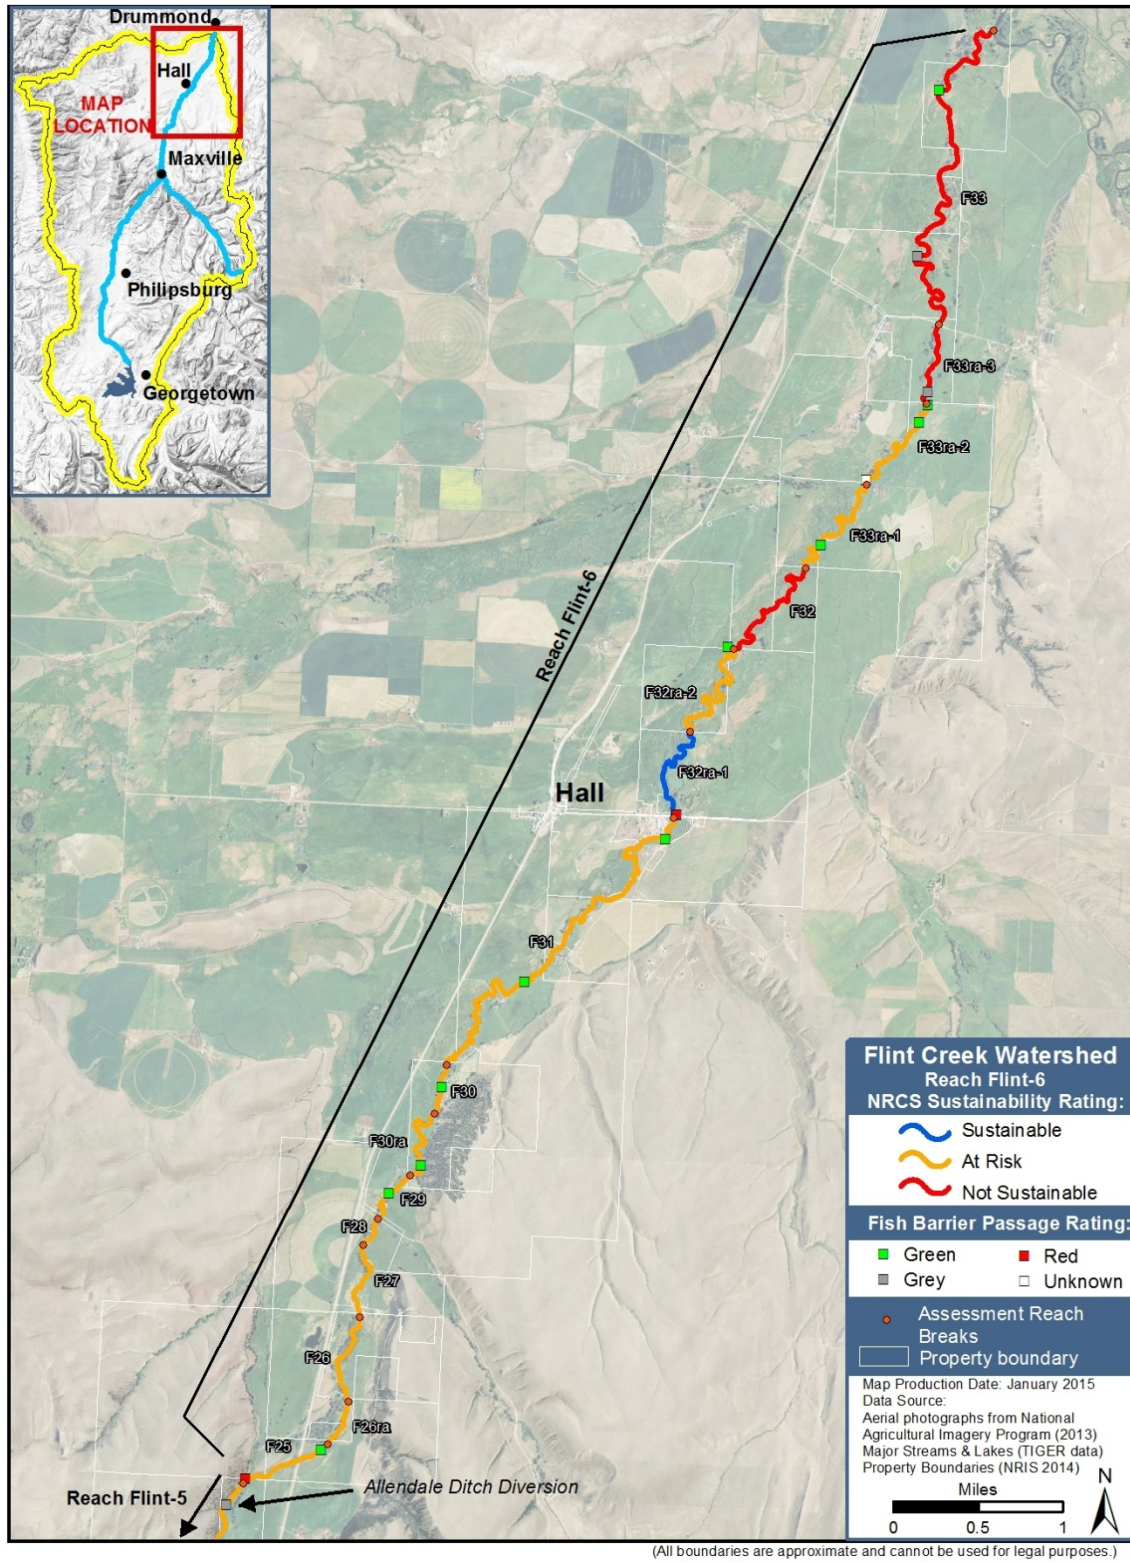 Drummond
Hall
MAP
LOCATION
Maxville
Philipsburg
Georgetown
F33
F33ra-3
F33ra-2
F33ra-1
F32
Reach Flint-6
F32ra-2
F32ra-1
Hall
F31
F30
F30ra
F29
F28
F27
F26
F26ra
F25
Reach Flint-5
Allendale Ditch Diversion
Flint Creek Watershed
Reach Flint-6
NRCS Sustainability Rating:
Sustainable
At Risk
Not Sustainable
Fish Barrier Passage Rating:
Green
Red
Grey
Unknown
Assessment Reach
Breaks
Property boundary
Map Production Date: January 2015
Data Source:
Aerial photographs from National
Agricultural Imagery Program (2013)
Major Streams & Lakes (TIGER data)
Property Boundaries (NRIS 2014)
N
Miles
0 0.5 1
(All boundaries are approximate and cannot be used for legal purposes.)